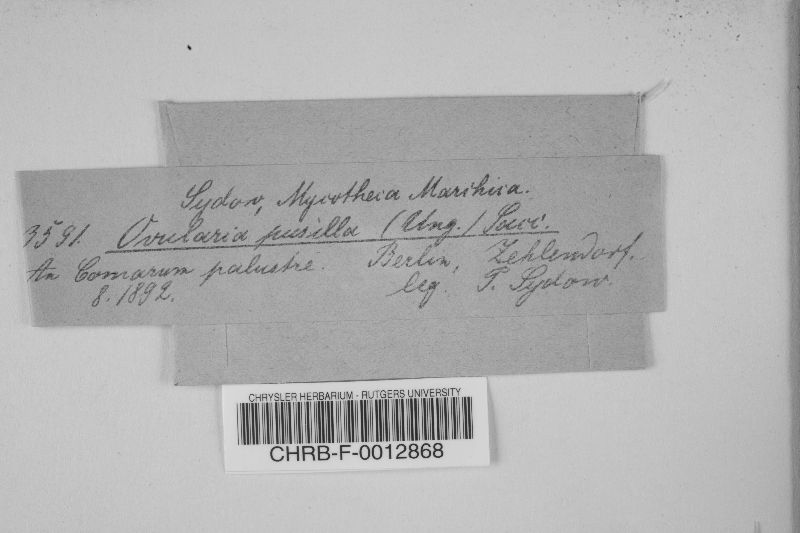 Sydow, Mycotheca Marchica.
3591. Ovularia pusilla (Ung.) Sacc.
An Comarum palustre. Berlin, Zehlendorf.
8. 1892. leg. P. Sydow.
CHRYSLER HERBARIUM - RUTGERS UNIVERSITY
CHRB-F-0012868